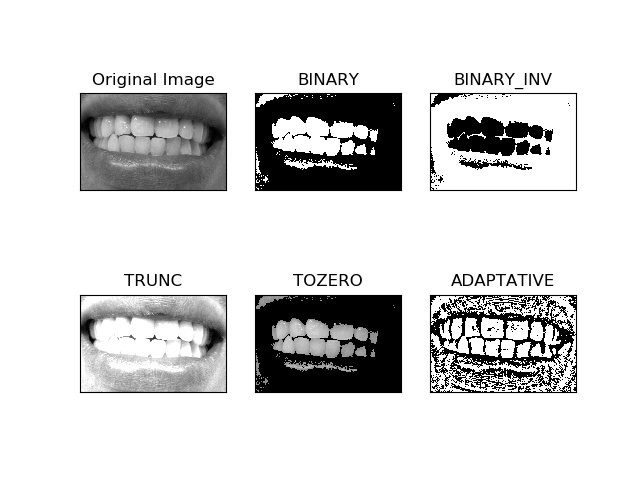 Original Image
BINARY
BINARY_INV
TRUNC
TOZERO
ADAPTATIVE